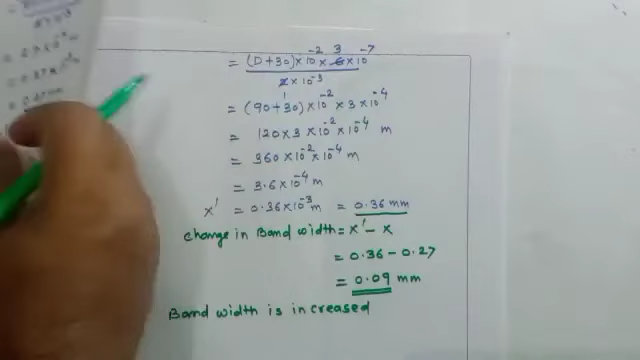 = (D+30)×10⁻² × 6̶ ³ × 10⁻⁷
2̶ × 10⁻³
= (90+30) × 10⁻² × 3 × 10⁻⁴
= 120×3 × 10⁻² × 10⁻⁴ m
= 360×10⁻² × 10⁻⁴ m
= 3.6×10⁻⁴ m
x' = 0.36×10⁻³ m = 0.36 mm
change in Band width = x' - x
= 0.36 - 0.27
= 0.09 mm
Band width is increased